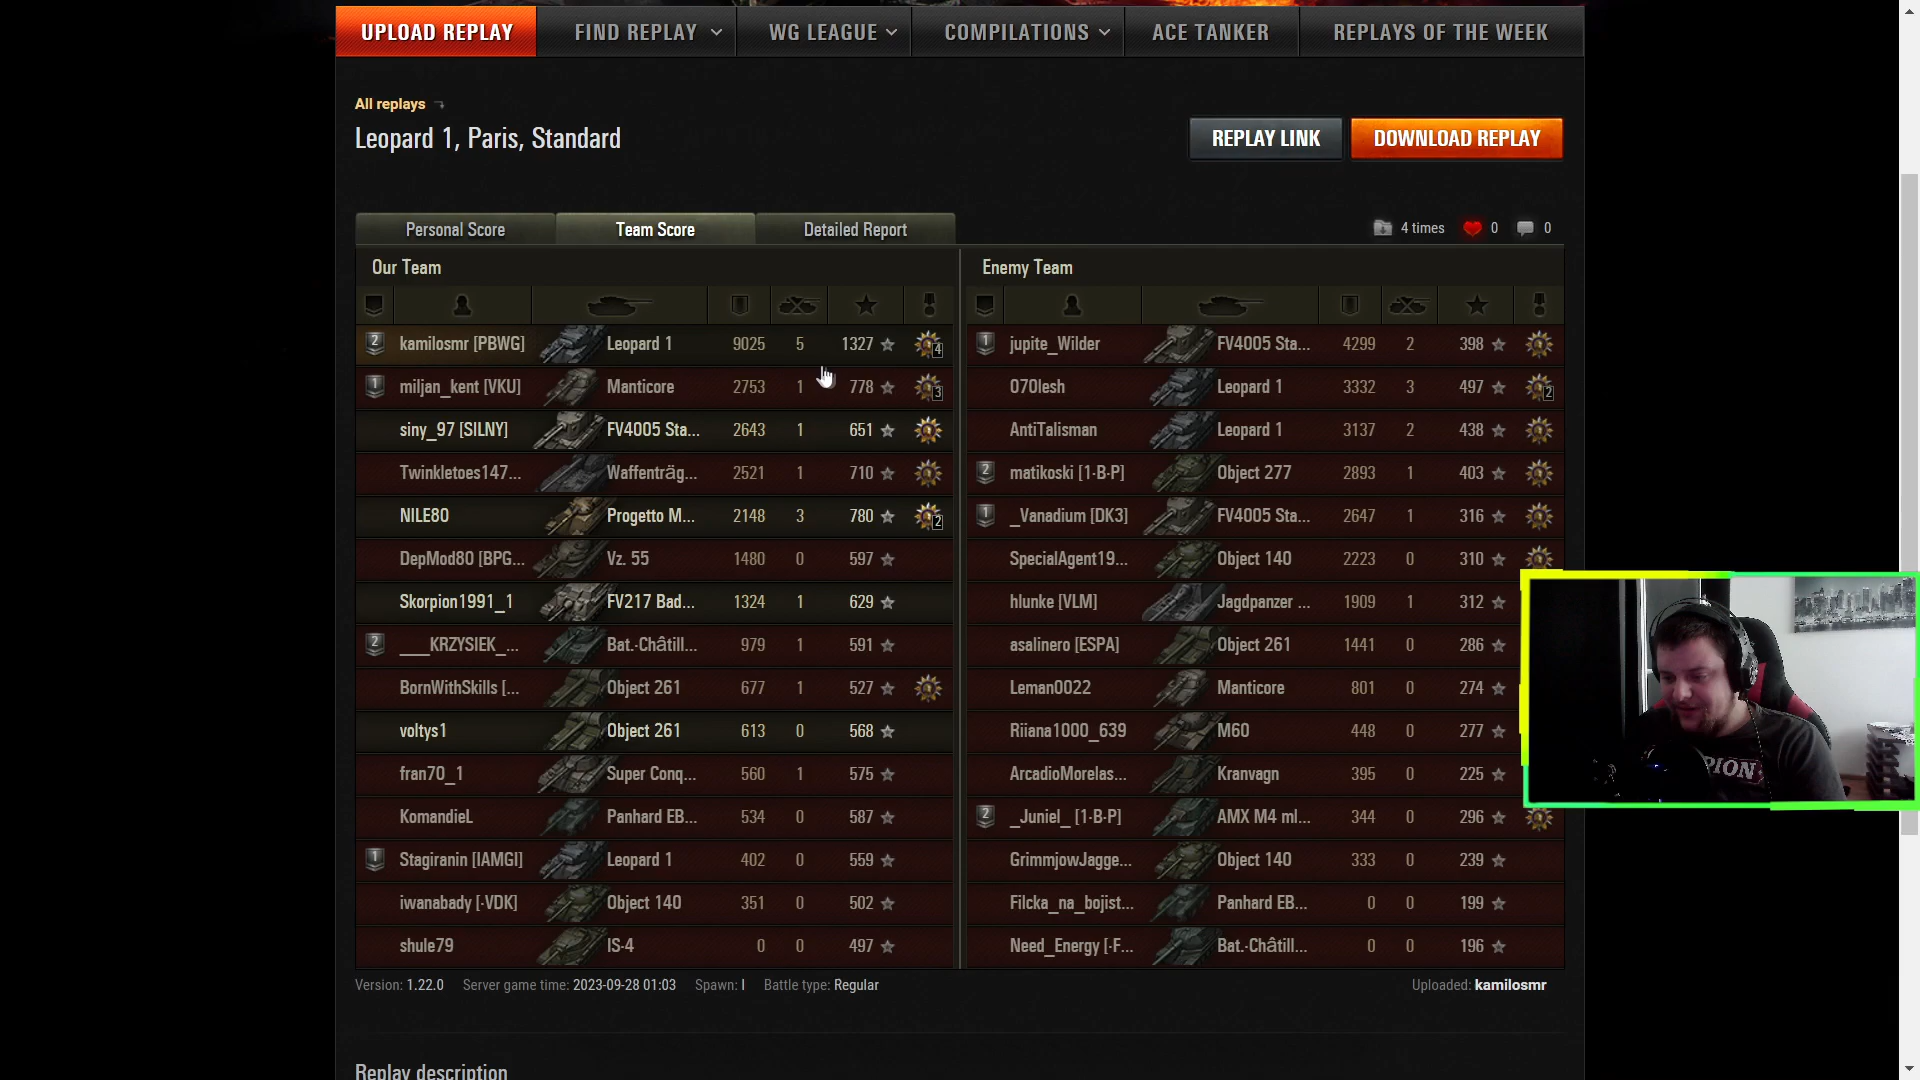 UPLOAD REPLAY FIND REPLAY WG LEAGUE COMPILATIONS ACE TANKER REPLAYS OF THE WEEK
All replays
Leopard 1, Paris, Standard
REPLAY LINK DOWNLOAD REPLAY
Personal Score Team Score Detailed Report 4 times 0 0
Our Team Enemy Team
2 kamilosmr [PBWG] Leopard 1 9025 5 1327 4 1 jupite_Wilder FV4005 Sta... 4299 2 398
1 miljan_kent [VKU] Manticore 2753 1 778 3 070lesh Leopard 1 3332 3 497 2
siny_97 [SILNY] FV4005 Sta... 2643 1 651 AntiTalisman Leopard 1 3137 2 438
Twinkletoes147... Waffenträg... 2521 1 710 2 matikoski [1-B-P] Object 277 2893 1 403
NILE80 Progetto M... 2148 3 780 2 1 _Vanadium [DK3] FV4005 Sta... 2647 1 316
DepMod80 [BPG... Vz. 55 1480 0 597 SpecialAgent19... Object 140 2223 0 310
Skorpion1991_1 FV217 Bad... 1324 1 629 hlunke [VLM] Jagdpanzer ... 1909 1 312
2 ___KRZYSIEK_... Bat.-Châtill... 979 1 591 asalinero [ESPA] Object 261 1441 0 286
BornWithSkills [... Object 261 677 1 527 Leman0022 Manticore 801 0 274
voltys1 Object 261 613 0 568 Riiana1000_639 M60 448 0 277
fran70_1 Super Conq... 560 1 575 ArcadioMorelas... Kranvagn 395 0 225
KomandieL Panhard EB... 534 0 587 2 _Juniel_ [1-B-P] AMX M4 ml... 344 0 296
1 Stagiranin [IAMGI] Leopard 1 402 0 559 GrimmjowJagge... Object 140 333 0 239
iwanabady [-VDK] Object 140 351 0 502 Filcka_na_bojist... Panhard EB... 0 0 199
shule79 IS-4 0 0 497 Need_Energy [-F... Bat.-Châtill... 0 0 196
Version: 1.22.0 Server game time: 2023-09-28 01:03 Spawn: I Battle type: Regular Uploaded: kamilosmr
Replay description